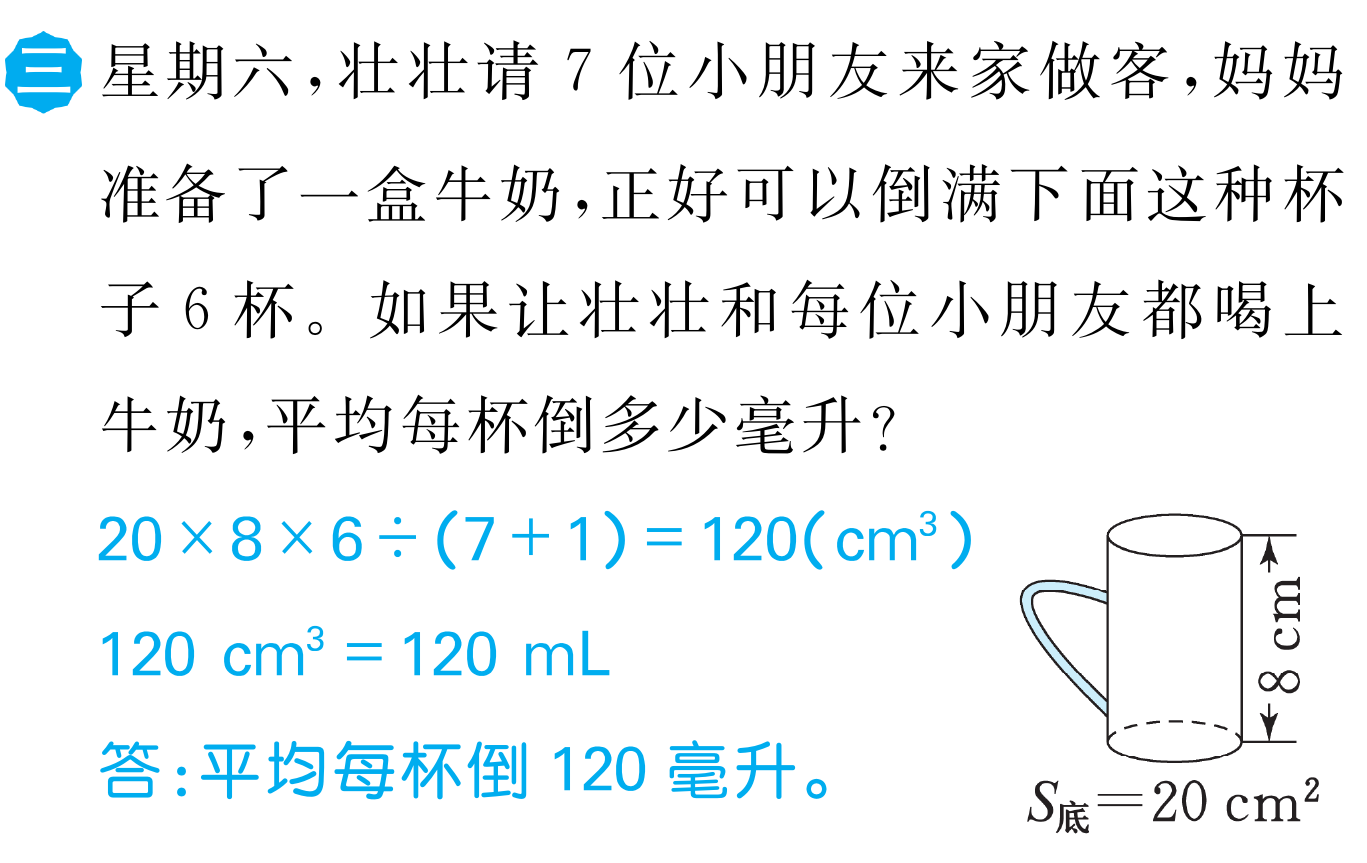 三 星期六,壮壮请 7 位小朋友来家做客,妈妈
准备了一盒牛奶,正好可以倒满下面这种杯
子 6 杯。如果让壮壮和每位小朋友都喝上
牛奶,平均每杯倒多少毫升?
20×8×6÷(7+1)=120(cm³)
120 cm³=120 mL
答:平均每杯倒 120 毫升。
8 cm
S底=20 cm²